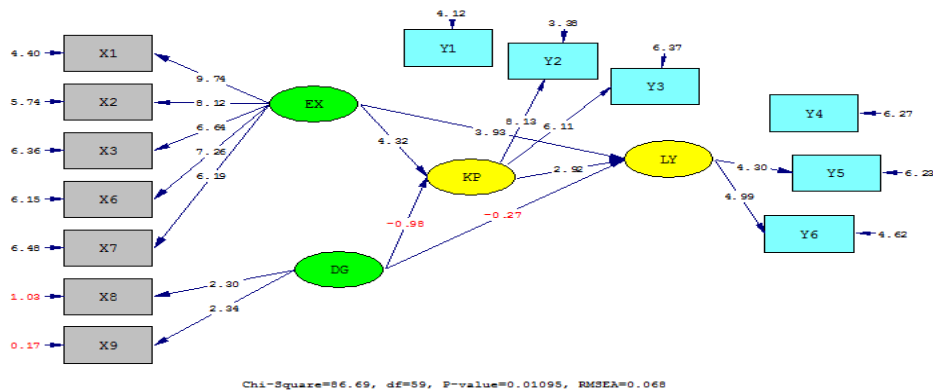 4.12
3.38
4.40 X1
Y1
Y2
6.37
9.74
Y3
5.74 X2
8.12
EX
Y4 6.27
6.64
3.93
8.13
6.11
6.36 X3
7.26
4.32
6.19
LY
4.30 Y5 6.23
KP
2.92
6.15 X6
4.99
-0.98
-0.27
Y6 4.62
6.48 X7
DG
2.30
1.03 X8
2.34
0.17 X9
Chi-Square=86.69, df=59, P-value=0.01095, RMSEA=0.068